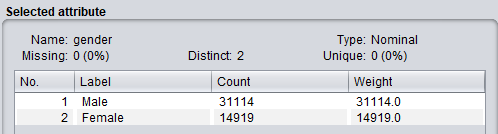 Selected attribute
Name: gender Type: Nominal
Missing: 0 (0%) Distinct: 2 Unique: 0 (0%)
No. Label Count Weight
1 Male 31114 31114.0
2 Female 14919 14919.0